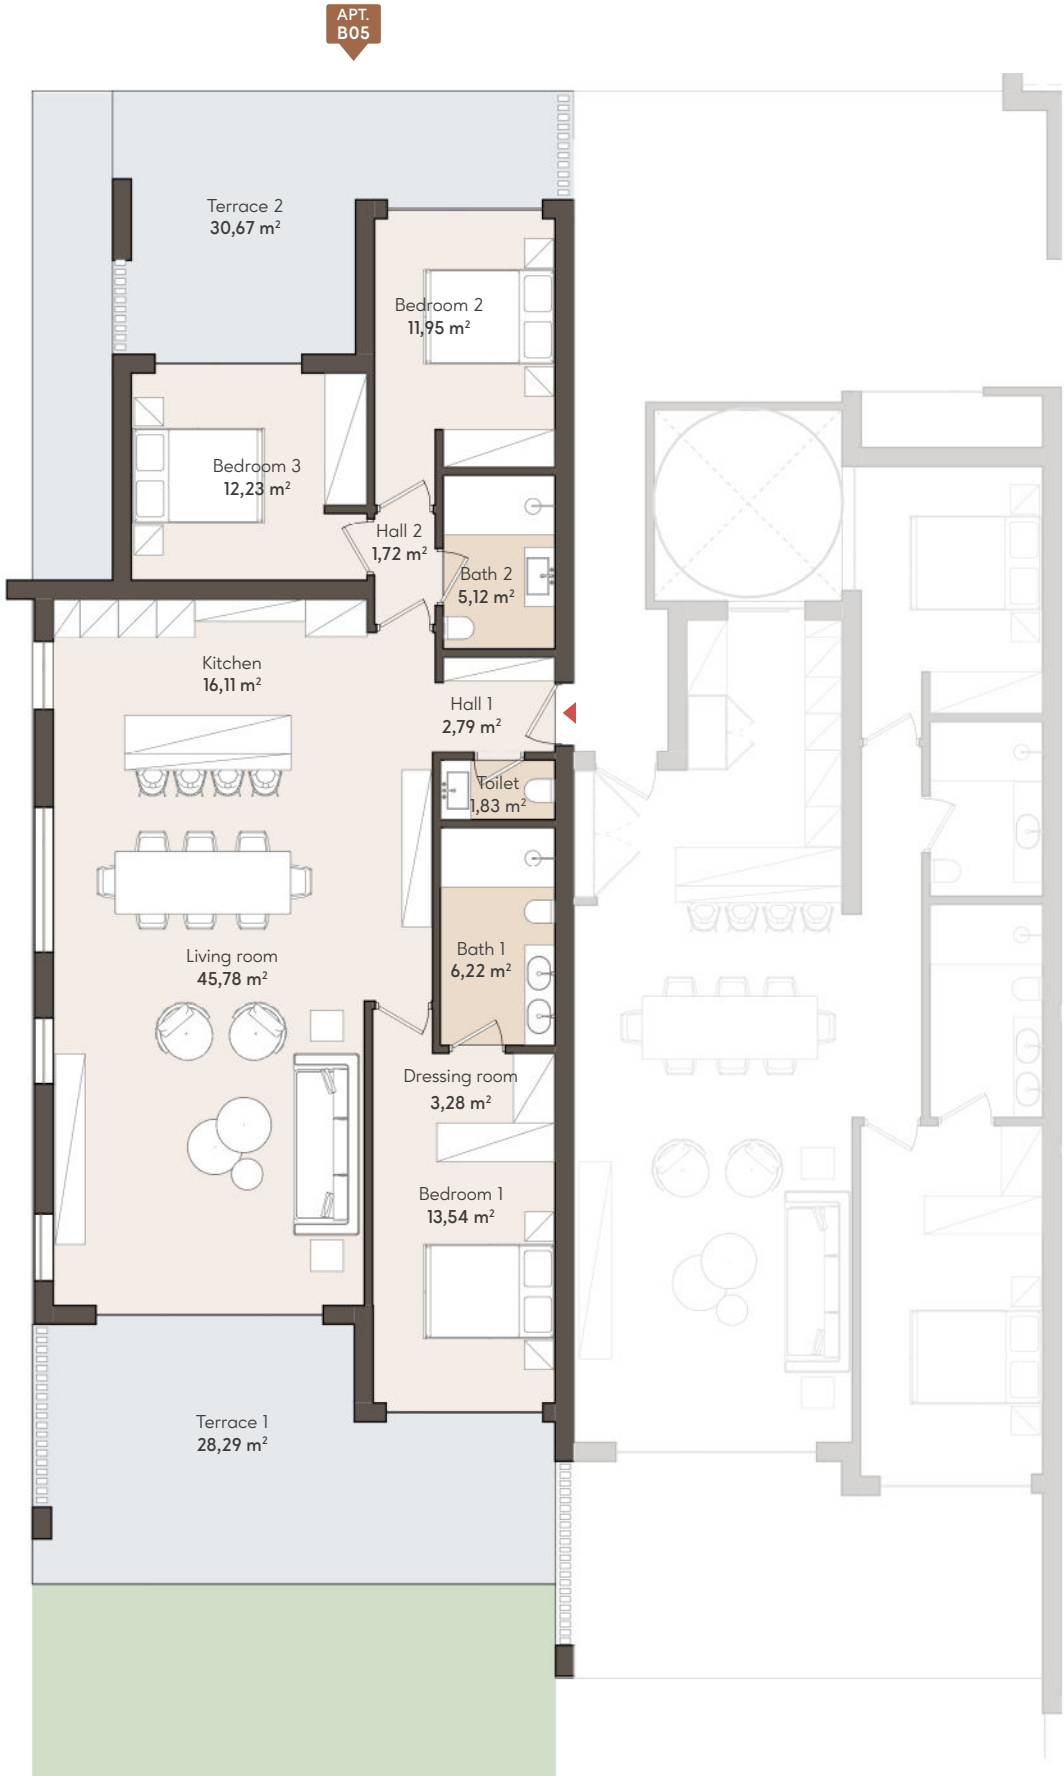 АРТ.
B05
Terrace 2
30,67 m²
Bedroom 2
11,95 m²
Bedroom 3
12,23 m²
Hall 2
1,72 m²
Bath 2
5,12 m²
Kitchen
16,11 m²
Hall 1
2,79 m²
Toilet
1,83 m²
Living room
45,78 m²
Bath 1
6,22 m²
Dressing room
3,28 m²
Bedroom 1
13,54 m²
Terrace 1
28,29 m²